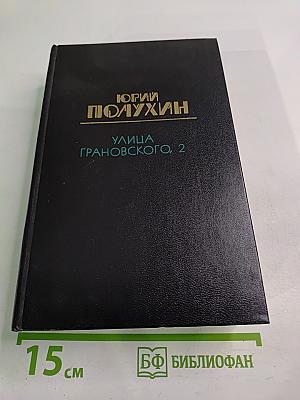 ЮРИЙ
ПОЛУХИН
УЛИЦА
ГРАНОВСКОГО, 2
15 см
БФ БИБЛИОФАН